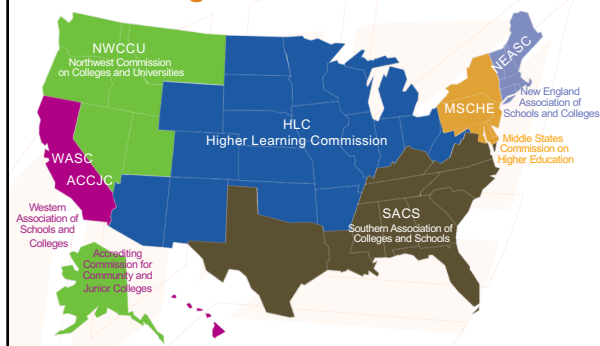 NWCCU
Northwest Commission
on Colleges and Universities
NEASC
New England
Association of
Schools and Colleges
MSCHE
Middle States
Commission on
Higher Education
HLC
Higher Learning Commission
WASC
ACCJC
Western
Association of
Schools and
Colleges
SACS
Southern Association of
Colleges and Schools
Accrediting
Commission for
Community and
Junior Colleges